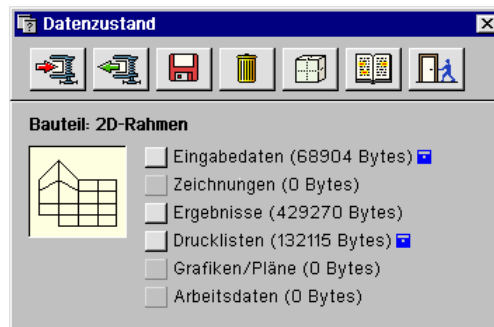 Datenzustand
Bauteil: 2D-Rahmen
Eingabedaten (68904 Bytes)
Zeichnungen (0 Bytes)
Ergebnisse (429270 Bytes)
Drucklisten (132115 Bytes)
Grafiken/Pläne (0 Bytes)
Arbeitsdaten (0 Bytes)